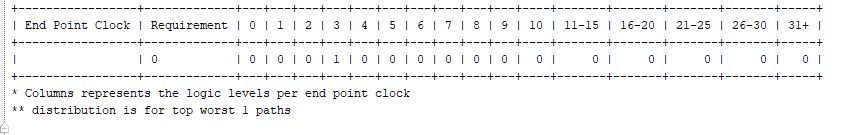 +-----------------+-------------+---+---+---+---+---+---+---+---+---+---+----+-------+-------+-------+-------+-----+
| End Point Clock | Requirement | 0 | 1 | 2 | 3 | 4 | 5 | 6 | 7 | 8 | 9 | 10 | 11-15 | 16-20 | 21-25 | 26-30 | 31+ |
+-----------------+-------------+---+---+---+---+---+---+---+---+---+---+----+-------+-------+-------+-------+-----+
| | 0 | 0 | 0 | 0 | 1 | 0 | 0 | 0 | 0 | 0 | 0 | 0 | 0 | 0 | 0 | 0 | 0 |
+-----------------+-------------+---+---+---+---+---+---+---+---+---+---+----+-------+-------+-------+-------+-----+
* Columns represents the logic levels per end point clock
** distribution is for top worst 1 paths